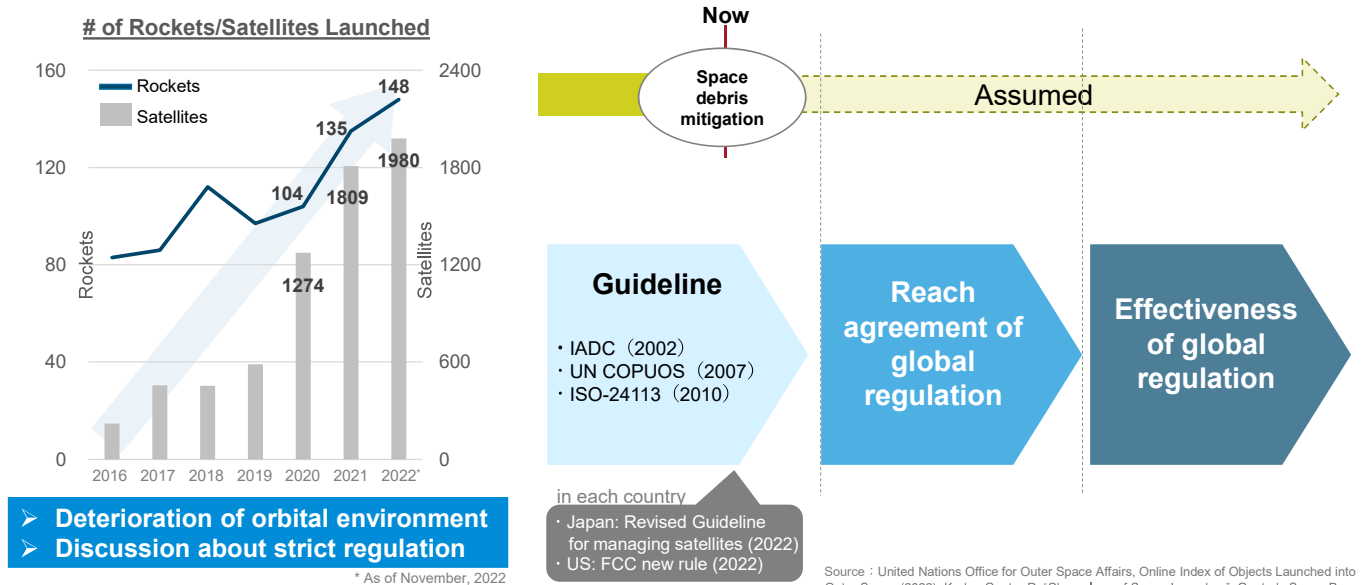 # of Rockets/Satellites Launched
160
120
80
40
0
Rockets
Rockets
Satellites
2400
1800
1200
600
0
Satellites
148
135
104
1980
1809
1274
2016 2017 2018 2019 2020 2021 2022*
➢ Deterioration of orbital environment
➢ Discussion about strict regulation
* As of November, 2022
Now
Space
debris
mitigation
Assumed
Guideline
・IADC（2002）
・UN COPUOS（2007）
・ISO-24113（2010）
Reach
agreement of
global
regulation
Effectiveness
of global
regulation
in each country
・Japan: Revised Guideline
for managing satellites (2022)
・US: FCC new rule (2022)
Source：United Nations Office for Outer Space Affairs, Online Index of Objects Launched into